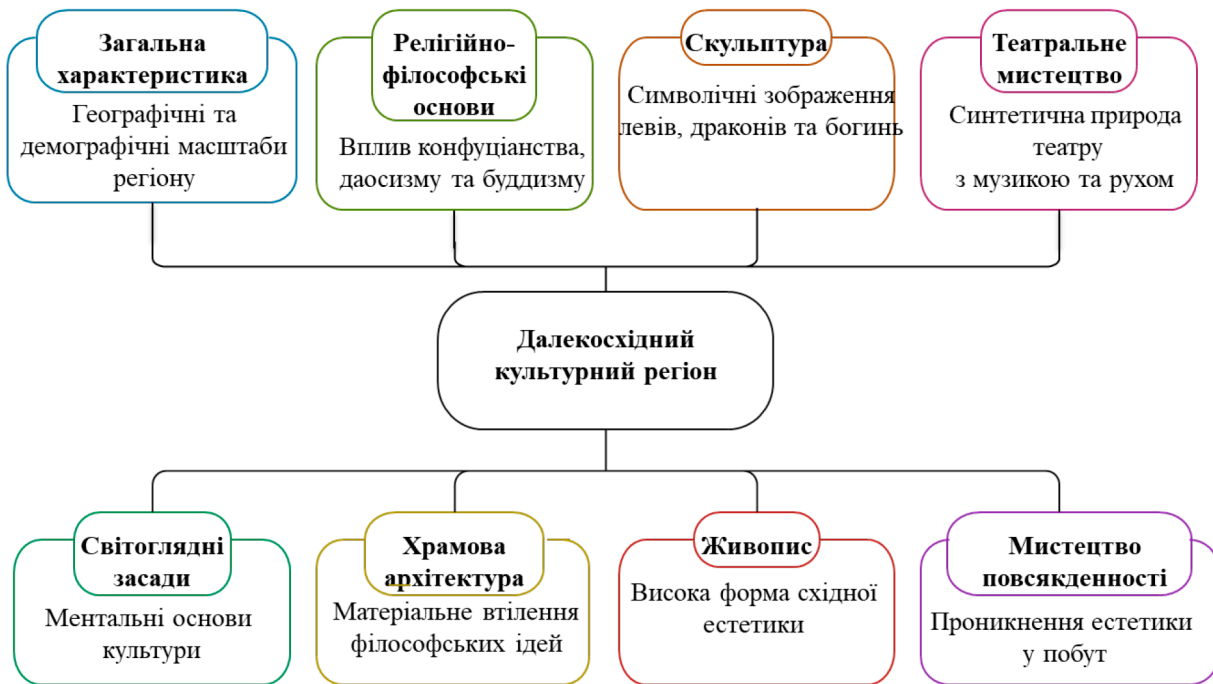 Загальна
характеристика
Географічні та
демографічні масштаби
регіону
Релігійно-
філософські
основи
Вплив конфуціанства,
даосизму та буддизму
Скульптура
Символічні зображення
левів, драконів та богинь
Театральне
мистецтво
Синтетична природа
театру
з музикою та рухом
Далекосхідний
культурний регіон
Світоглядні
засади
Ментальні основи
культури
Храмова
архітектура
Матеріальне втілення
філософських ідей
Живопис
Висока форма східної
естетики
Мистецтво
повсякденності
Проникнення естетики
у побут